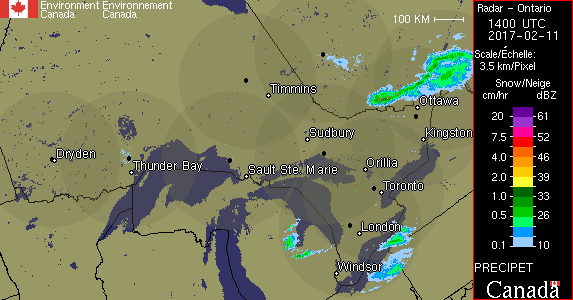 Environment Environnement
Canada Canada
100 KM
Timmins
Ottawa
Sudbury
Kingston
Dryden
Thunder Bay
Sault Ste. Marie
Orillia
Toronto
London
Windsor
Radar - Ontario
1400 UTC
2017-02-11
Scale/Échelle:
3.5 km/Pixel
Snow/Neige
cm/hr dBZ
20 61
7.5 52
4.0 46
2.0 39
1.0 33
0.5 26
0.1 10
PRECIPET
Canada